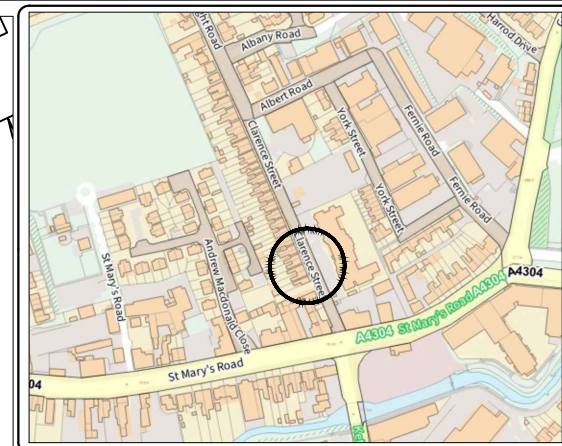 Harrod Drive
Albany Road
Albert Road
Clarence Street
York Street
Fernie Road
York Street
Fernie Road
Clarence Street
Andrew Macdonald Close
St Mary's Road
A4304
A4304 St Mary's Road A4304
St Mary's Road
04